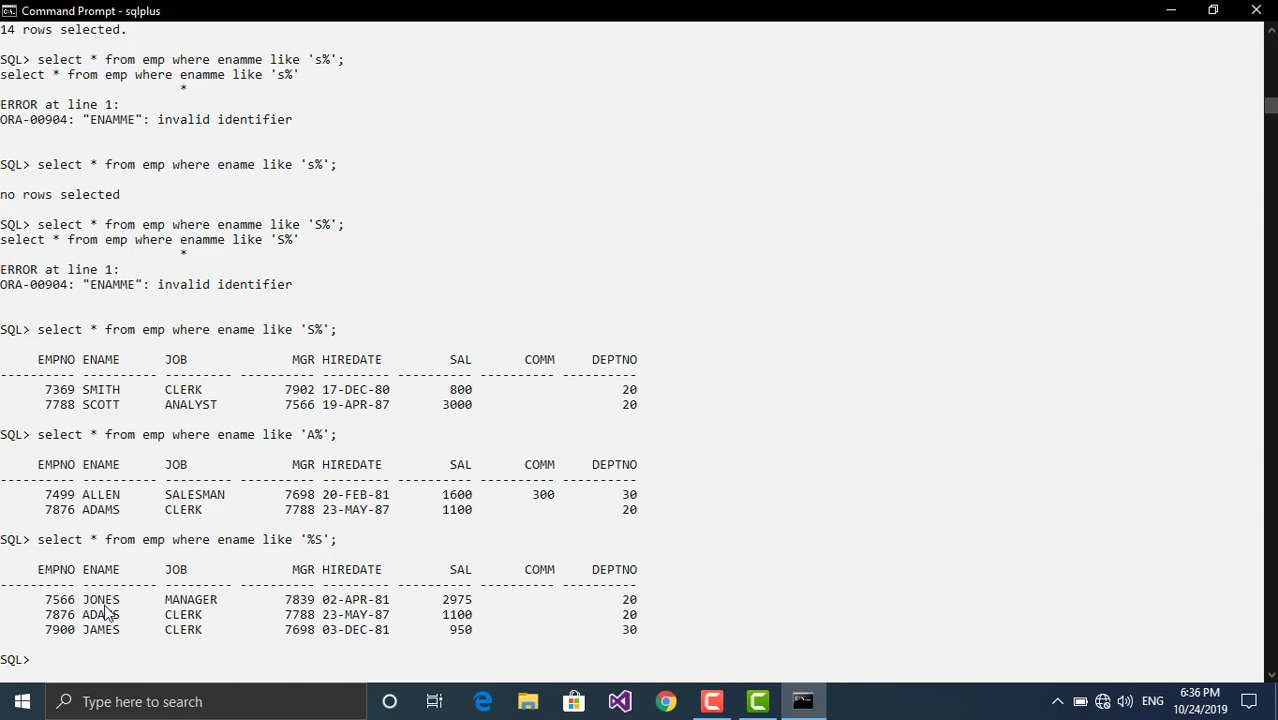 Command Prompt - sqlplus
14 rows selected.
SQL> select * from emp where enamme like 's%';
select * from emp where enamme like 's%'
*
ERROR at line 1:
ORA-00904: "ENAMME": invalid identifier
SQL> select * from emp where ename like 's%';
no rows selected
SQL> select * from emp where enamme like 'S%';
select * from emp where enamme like 'S%'
*
ERROR at line 1:
ORA-00904: "ENAMME": invalid identifier
SQL> select * from emp where ename like 'S%';
EMPNO ENAME JOB MGR HIREDATE SAL COMM DEPTNO
---------- ---------- --------- ---------- --------- ---------- ---------- ----------
7369 SMITH CLERK 7902 17-DEC-80 800 20
7788 SCOTT ANALYST 7566 19-APR-87 3000 20
SQL> select * from emp where ename like 'A%';
EMPNO ENAME JOB MGR HIREDATE SAL COMM DEPTNO
---------- ---------- --------- ---------- --------- ---------- ---------- ----------
7499 ALLEN SALESMAN 7698 20-FEB-81 1600 300 30
7876 ADAMS CLERK 7788 23-MAY-87 1100 20
SQL> select * from emp where ename like '%S';
EMPNO ENAME JOB MGR HIREDATE SAL COMM DEPTNO
---------- ---------- --------- ---------- --------- ---------- ---------- ----------
7566 JONES MANAGER 7839 02-APR-81 2975 20
7876 ADAMS CLERK 7788 23-MAY-87 1100 20
7900 JAMES CLERK 7698 03-DEC-81 950 30
SQL>
Type here to search
ENG
6:36 PM
10/24/2019